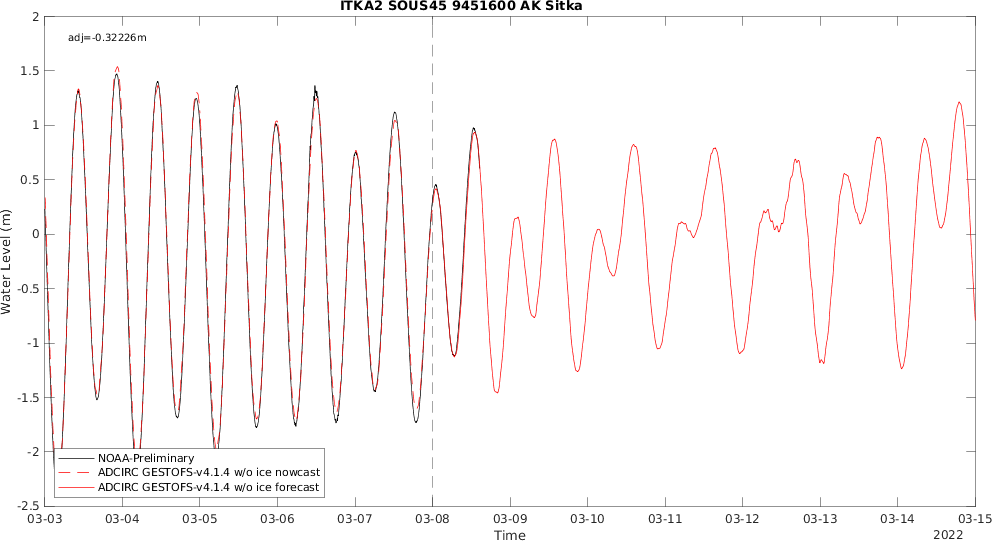 ITKA2 SOUS45 9451600 AK Sitka
adj=-0.32226m
2
1.5
1
0.5
0
-0.5
-1
-1.5
-2
-2.5
Water Level (m)
NOAA-Preliminary
ADCIRC GESTOFS-v4.1.4 w/o ice nowcast
ADCIRC GESTOFS-v4.1.4 w/o ice forecast
03-03 03-04 03-05 03-06 03-07 03-08 03-09 03-10 03-11 03-12 03-13 03-14 03-15
Time
2022